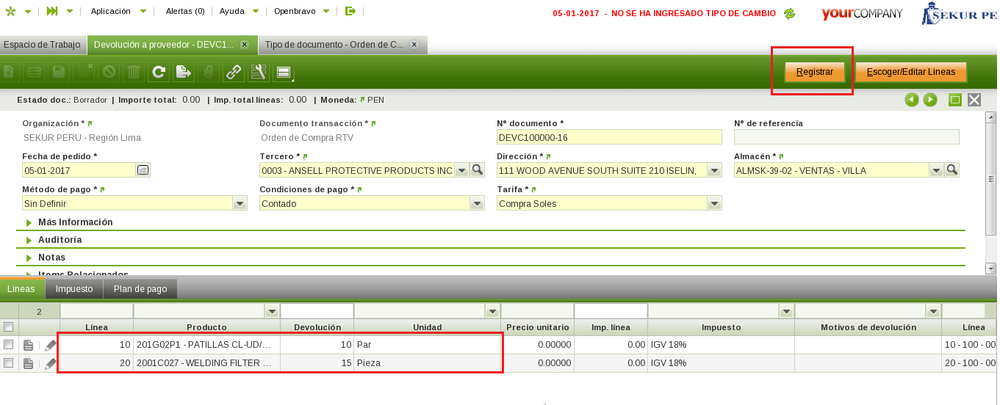 Aplicación Alertas (0) Ayuda Openbravo 05-01-2017 - NO SE HA INGRESADO TIPO DE CAMBIO yourCOMPANY SEKUR PE
Espacio de Trabajo Devolución a proveedor - DEVC1... Tipo de documento - Orden de C...
Registrar Escoger/Editar Lineas
Estado doc.: Borrador | Importe total: 0.00 | Imp. total líneas: 0.00 | Moneda: PEN
Organización * Documento transacción * Nº documento * Nº de referencia
SEKUR PERU - Región Lima Orden de Compra RTV DEVC100000-16
Fecha de pedido * Tercero * Dirección * Almacén *
05-01-2017 0003 - ANSELL PROTECTIVE PRODUCTS INC 111 WOOD AVENUE SOUTH SUITE 210 ISELIN, ALMSK-39-02 - VENTAS - VILLA
Método de pago * Condiciones de pago * Tarifa *
Sin Definir Contado Compra Soles
Más Información
Auditoría
Notas
Items Relacionados
Líneas Impuesto Plan de pago
2
Línea Producto Devolución Unidad Precio unitario Imp. línea Impuesto Motivos de devolución Línea
10 201G02P1 - PATILLAS CL-UD/... 10 Par 0.00000 0.00 IGV 18% 10 - 100 - 00
20 2001C027 - WELDING FILTER ... 15 Pieza 0.00000 0.00 IGV 18% 20 - 100 - 00